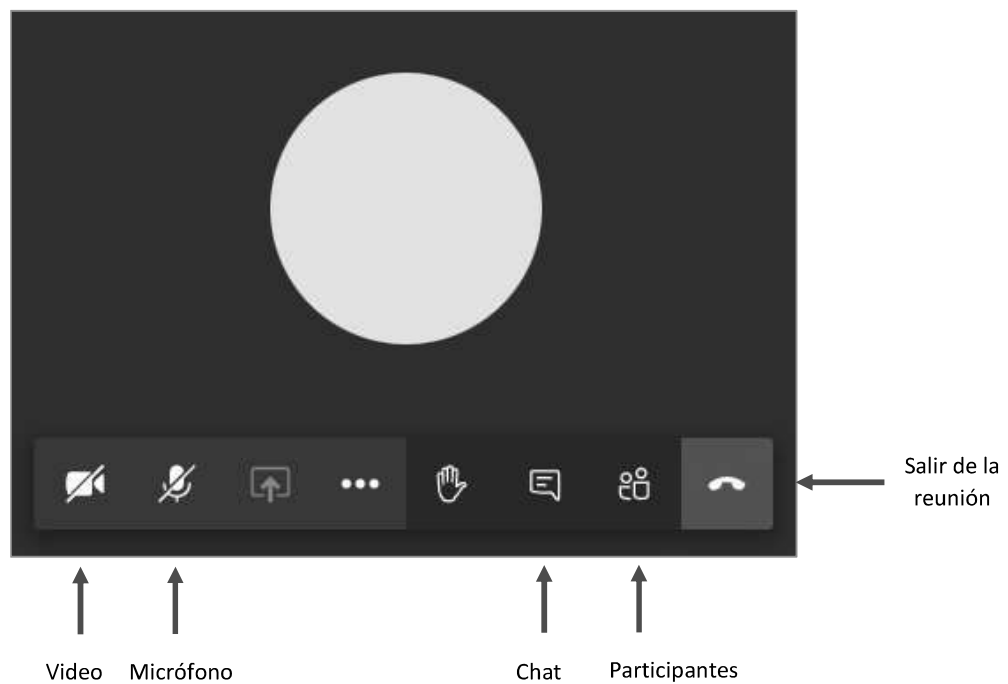 Salir de la
reunión
Video
Micrófono
Chat
Participantes